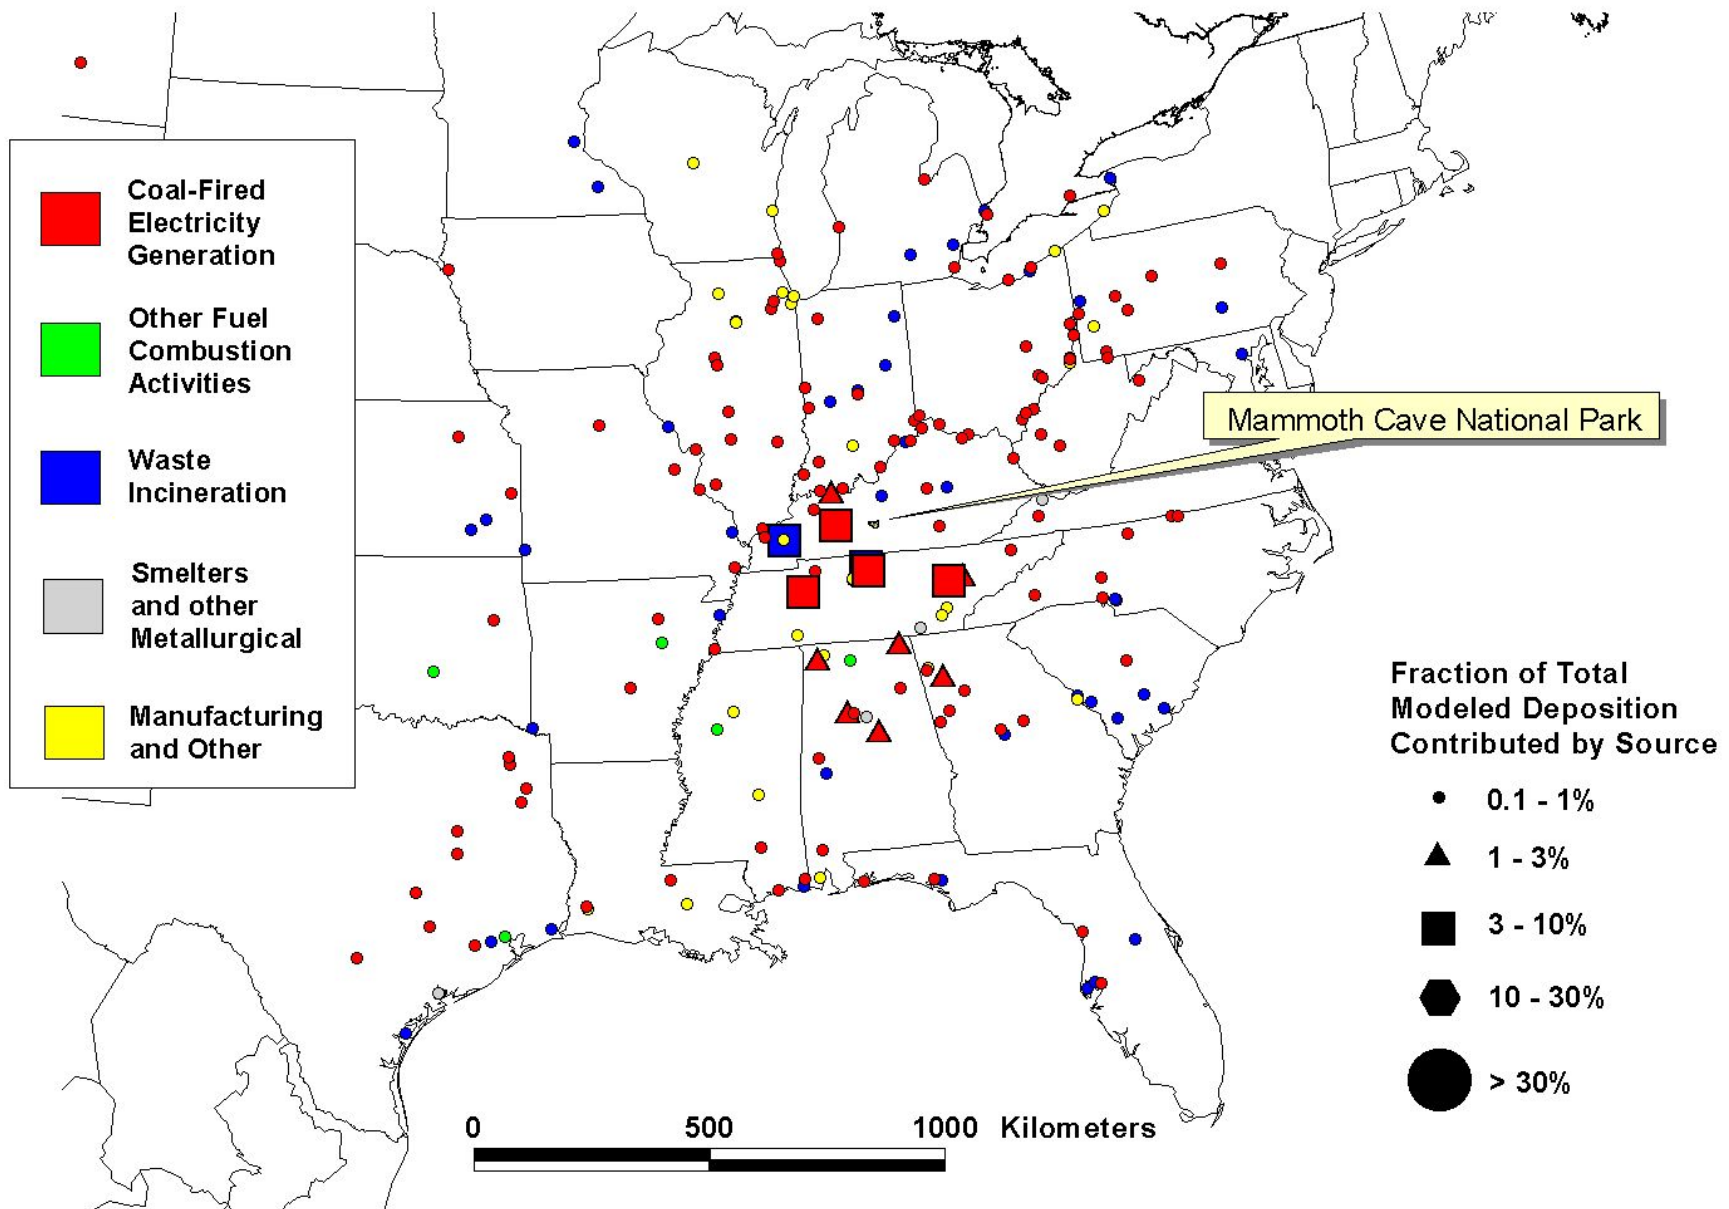 Coal-Fired
Electricity
Generation
Other Fuel
Combustion
Activities
Waste
Incineration
Smelters
and other
Metallurgical
Manufacturing
and Other
Mammoth Cave National Park
Fraction of Total
Modeled Deposition
Contributed by Source
0.1 - 1%
1 - 3%
3 - 10%
10 - 30%
> 30%
0 500 1000 Kilometers